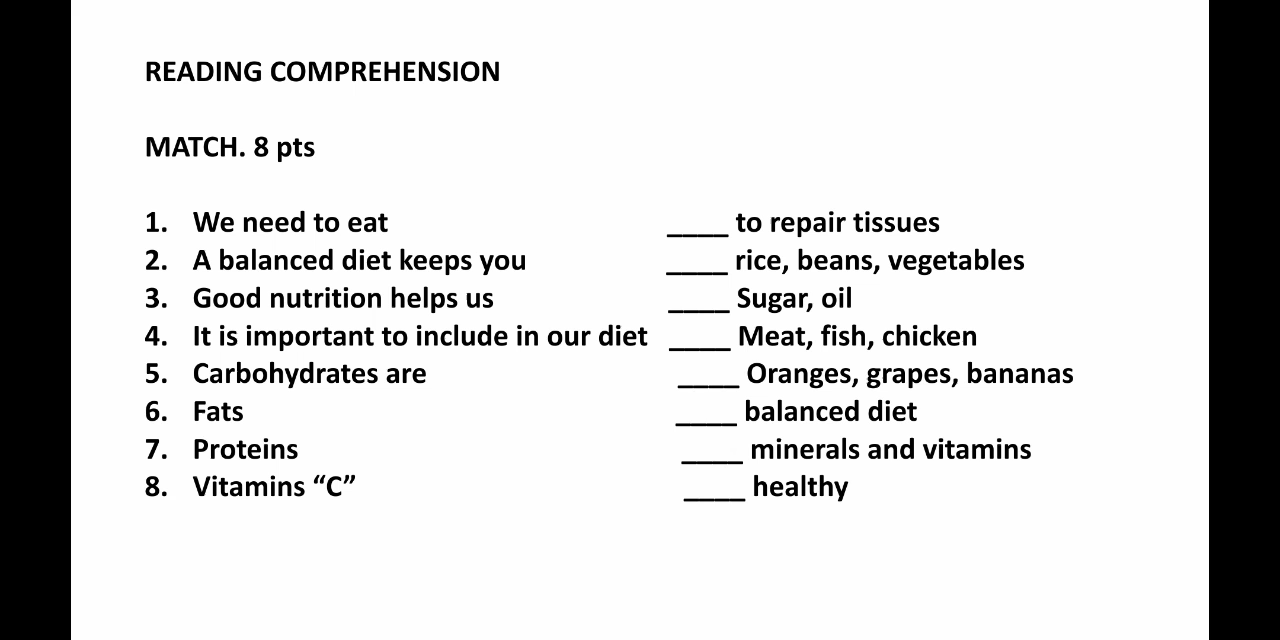 READING COMPREHENSION
MATCH. 8 pts
1. We need to eat ____ to repair tissues
2. A balanced diet keeps you ____ rice, beans, vegetables
3. Good nutrition helps us ____ Sugar, oil
4. It is important to include in our diet ____ Meat, fish, chicken
5. Carbohydrates are ____ Oranges, grapes, bananas
6. Fats ____ balanced diet
7. Proteins ____ minerals and vitamins
8. Vitamins “C” ____ healthy